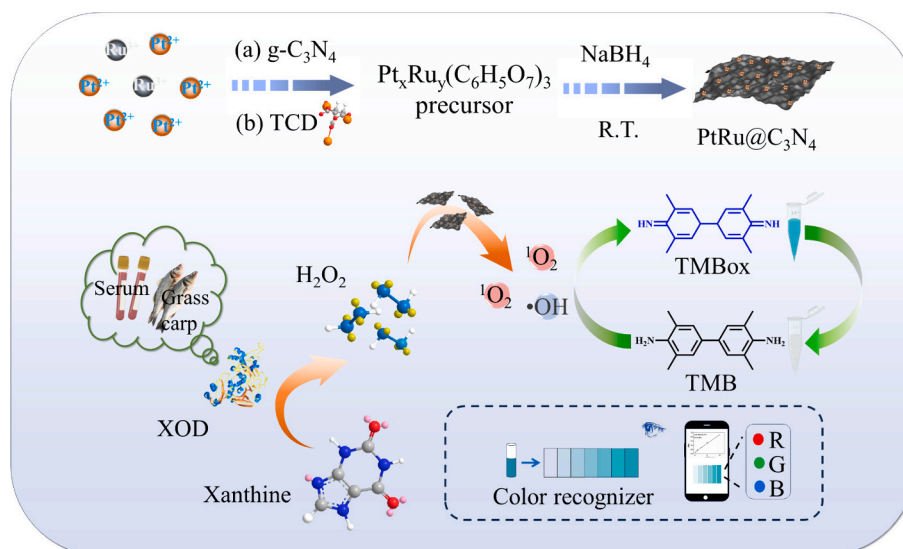 Ru³⁺ Pt²⁺
Pt²⁺ Ru³⁺ Pt²⁺
Pt²⁺ Pt²⁺
(a) g-C₃N₄
(b) TCD
PtₓRuᵧ(C₆H₅O₇)₃
precursor
NaBH₄
R.T.
PtRu@C₃N₄
Serum
Grass
carp
XOD
Xanthine
H₂O₂
¹O₂
¹O₂
•OH
HN NH
TMBox
H₂N NH₂
TMB
Color recognizer
R
G
B